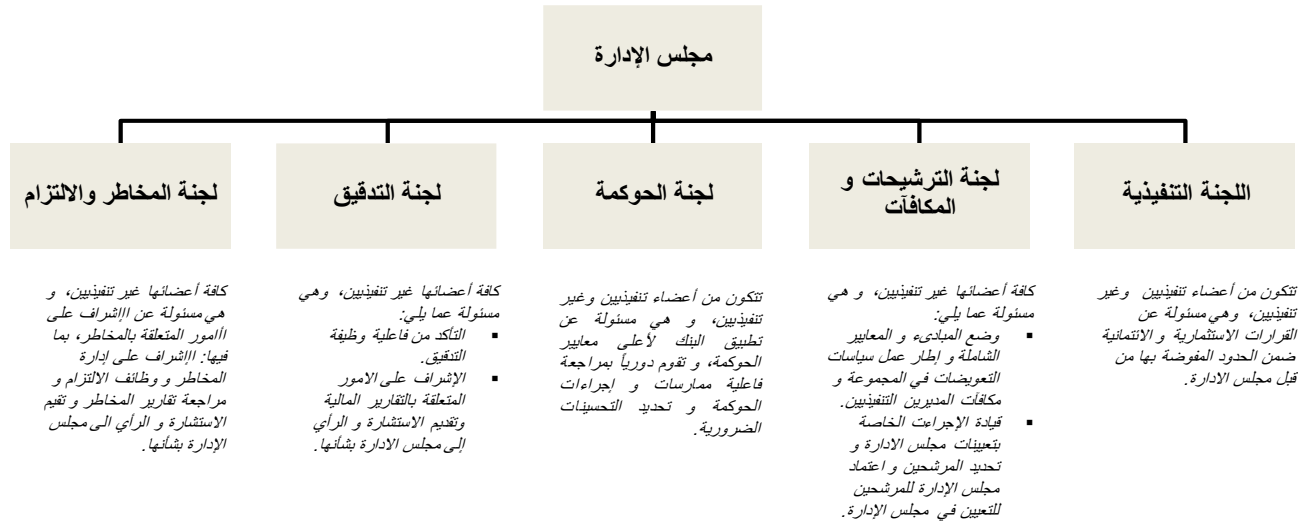 مجلس الإدارة
اللجنة التنفيذية
تتكون من أعضاء تنفيذيين وغير
تنفيذيين، وهي مسئولة عن
القرارات الاستثمارية و الائتمانية
ضمن الحدود المفوضة بها من
قبل مجلس الادارة.
لجنة الترشيحات و
المكافآت
كافة أعضائها غير تنفيذيين، و هي
مسئولة عما يلي:
▪ وضع المبادىء و المعايير
الشاملة و اطار عمل سياسات
التعويضات في المجموعة و
مكافآت المديرين التنفيذيين.
▪ قيادة الإجراءت الخاصة
بتعيينات مجلس الادارة و
تحديد المرشحين و اعتماد
مجلس الإدارة للمرشحين
للتعيين في مجلس الإدارة.
لجنة الحوكمة
تتكون من أعضاء تنفيذيين وغير
تنفيذيين، و هي مسئولة عن
تطبيق البنك لأعلى معايير
الحوكمة، و تقوم دورياً بمراجعة
فاعلية ممارسات و إجراءات
الحوكمة و تحديد التحسينات
الضرورية.
لجنة التدقيق
كافة أعضائها غير تنفيذيين، وهي
مسئولة عما يلي:
▪ التأكد من فاعلية وظيفة
التدقيق.
▪ الإشراف على الامور
المتعلقة بالتقارير المالية
وتقديم الاستشارة و الرأي
إلى مجلس الادارة بشأنها.
لجنة المخاطر والالتزام
كافة أعضائها غير تنفيذيين، و
هي مسئولة عن اإلشراف على
األمور المتعلقة بالمخاطر، بما
فيها: اإلشراف على إدارة
المخاطر و وظائف الالتزام و
مراجعة تقارير المخاطر و تقيم
الاستشارة و الرأي الى مجلس
الإدارة بشأنها.